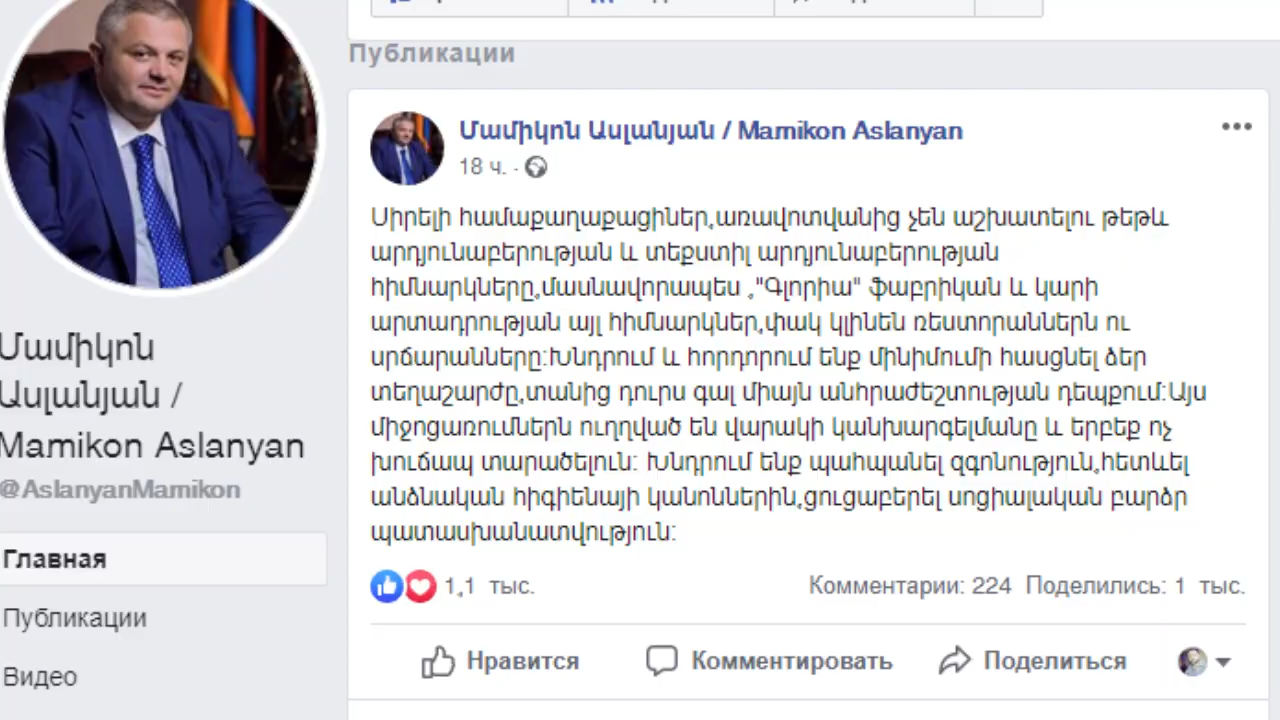 Մամիկոն
Ասլանյան /
Mamikon Aslanyan
@AslanyanMamikon
Главная
Публикации
Видео
Публикации
Մամիկոն Ասլանյան / Mamikon Aslanyan
18 ч. ·
Սիրելի համաքաղաքացիներ,առավոտվանից չեն աշխատելու թեթև
արդյունաբերության և տեքստիլ արդյունաբերության
հիմնարկները,մասնավորապես ,"Գլորիա" ֆաբրիկան և կարի
արտադրության այլ հիմնարկներ,փակ կլինեն ռեստորաններն ու
սրճարանները:Խնդրում և հորդորում ենք մինիմումի հասցնել ձեր
տեղաշարժը,տանից դուրս գալ միայն անհրաժեշտության դեպքում:Այս
միջոցառումներն ուղղված են վարակի կանխարգելմանը և երբեք ոչ
խուճապ տարածելուն: Խնդրում ենք պահպանել զգոնություն,հետևել
անձնական հիգիենայի կանոններին,ցուցաբերել սոցիալական բարձր
պատասխանատվություն:
1,1 тыс.
Комментарии: 224 Поделились: 1 тыс.
Нравится Комментировать Поделиться